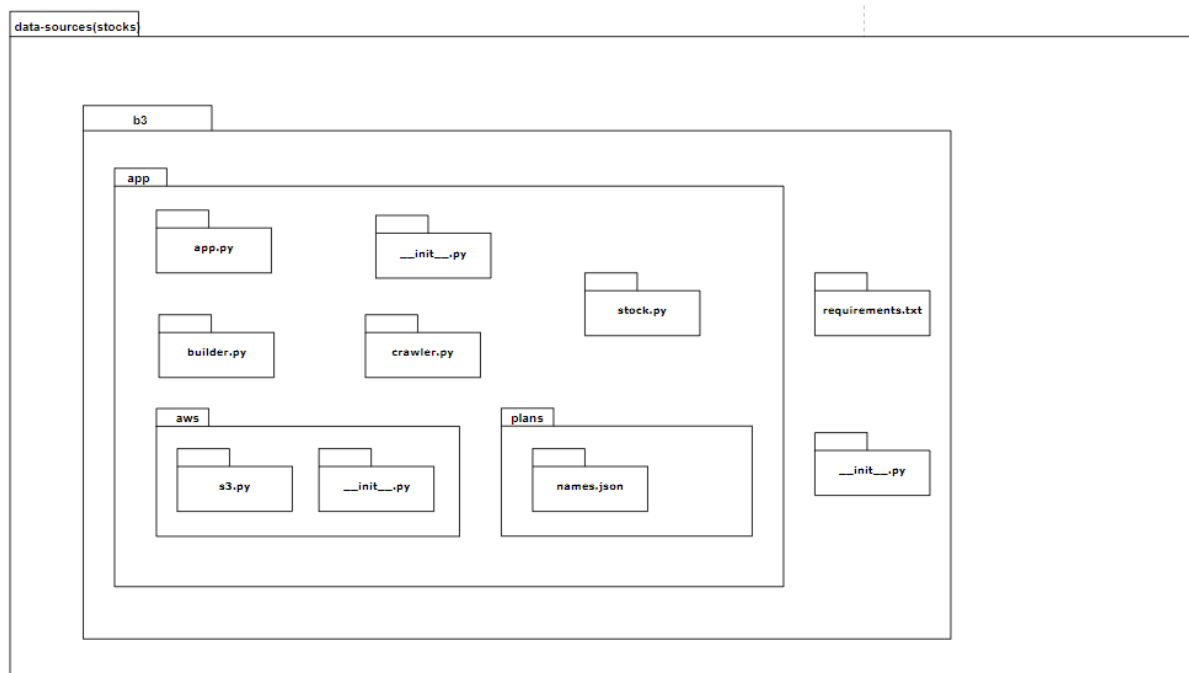 data-sources(stocks)
b3
app
app.py
__init__.py
stock.py
requirements.txt
builder.py
crawler.py
aws
plans
s3.py
__init__.py
names.json
__init__.py